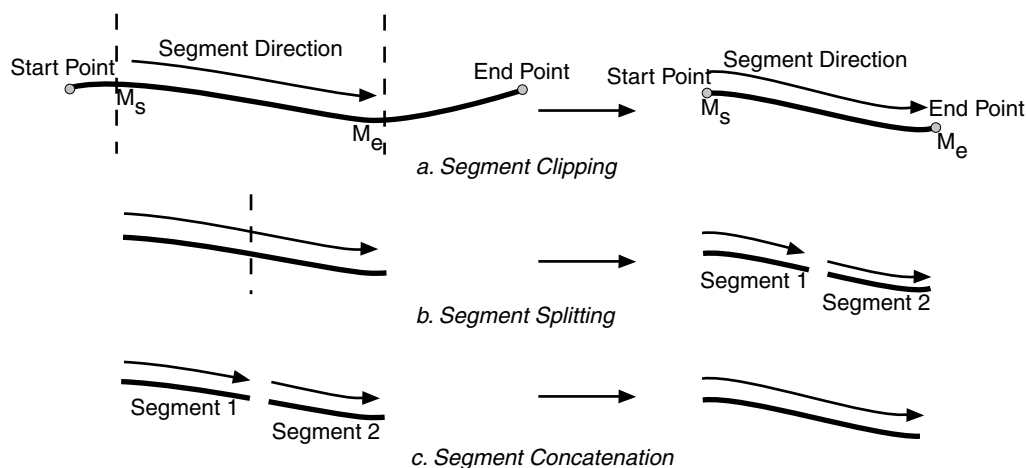 Segment Direction
Start Point
End Point
M_s
M_e
Segment Direction
Start Point
End Point
M_s
M_e
a. Segment Clipping
Segment 1
Segment 2
b. Segment Splitting
Segment 1
Segment 2
c. Segment Concatenation